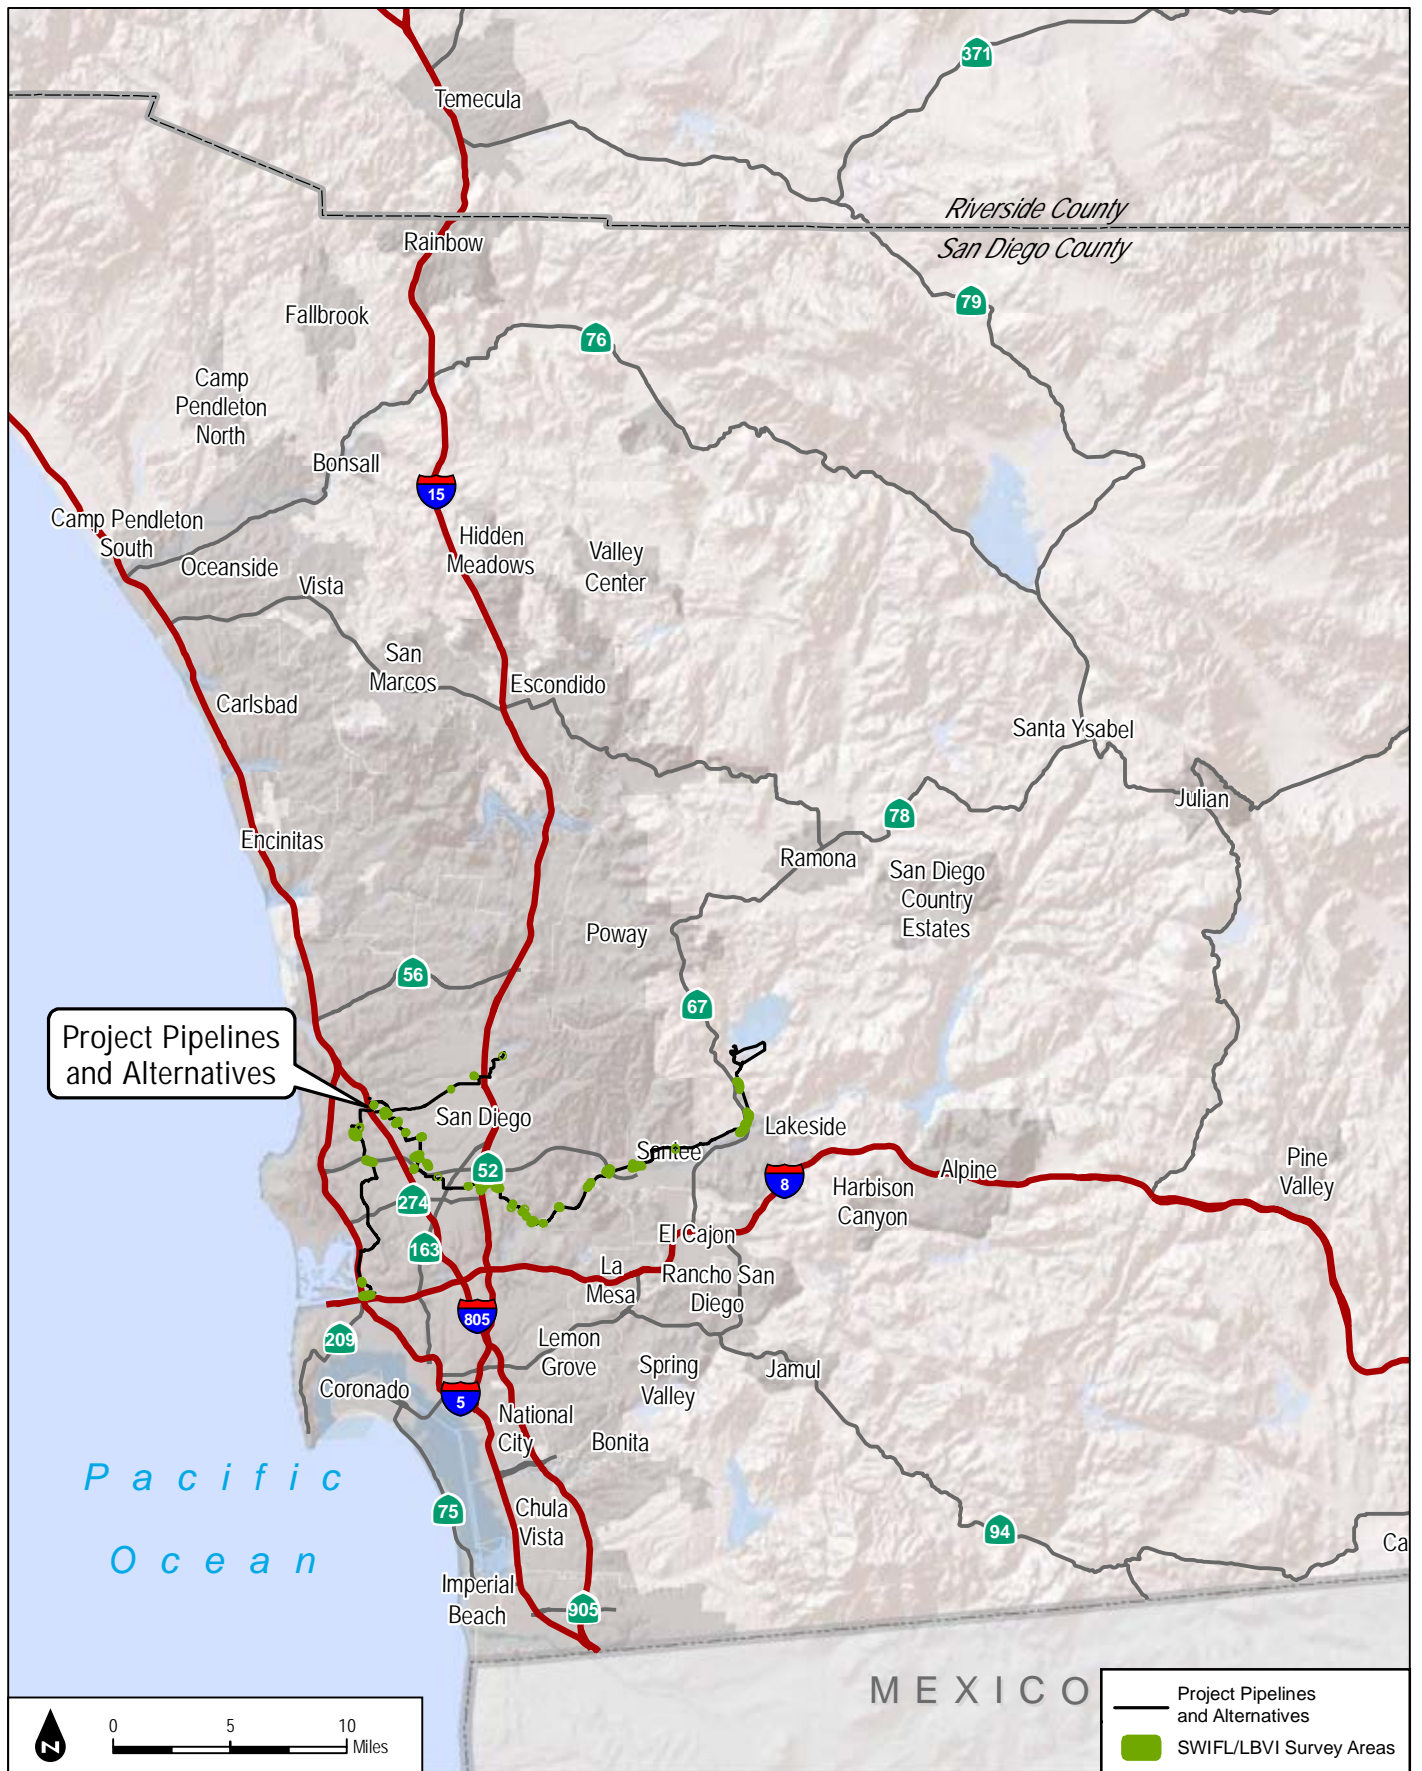 371
Temecula
Riverside County
San Diego County
Rainbow
79
Fallbrook
76
Camp
Pendleton
North
Bonsall
15
Camp Pendleton
South
Hidden
Meadows
Valley
Center
Oceanside
Vista
San
Marcos
Escondido
Carlsbad
Santa Ysabel
Julian
78
Encinitas
Ramona
San Diego
Country
Estates
Poway
56
67
Project Pipelines
and Alternatives
San Diego
Lakeside
Santee
52
8
Alpine
Pine
Valley
Harbison
Canyon
274
163
El Cajon
La
Mesa
Rancho San
Diego
805
209
Lemon
Grove
Spring
Valley
Jamul
Coronado
5
National
City
Bonita
Pacific
Ocean
75
Chula
Vista
94
Ca
Imperial
Beach
905
MEXICO
N
0 5 10
Miles
Project Pipelines
and Alternatives
SWIFL/LBVI Survey Areas